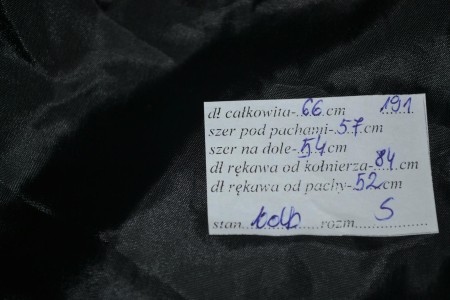 dł całkowita-..66..cm 191
szer pod pachami-.57.cm
szer na dole-..54....cm
dł rękawa od kołnierza-..84..cm
dł rękawa od pachy-..52..cm
stan............rozm....S..............